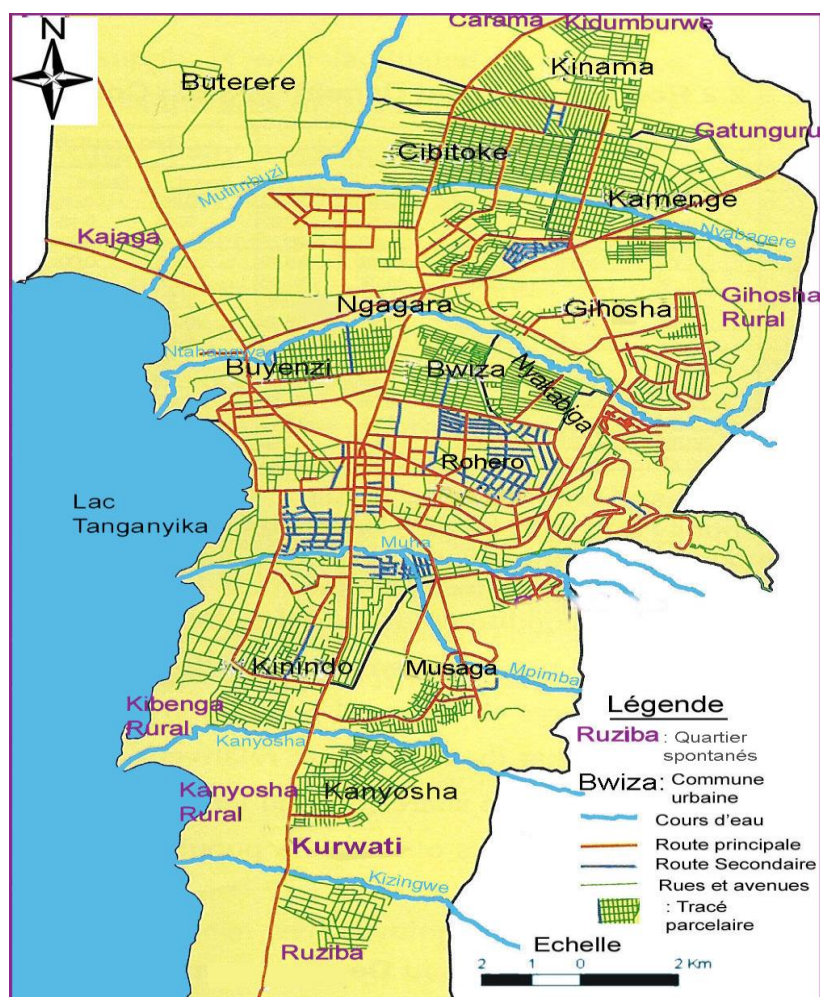 N
Carama
Kidumburwe
Kinama
Buterere
Gatunguru
Cibitoke
Mutimbuzi
Kamenge
Nyabagere
Kajaga
Ngagara
Gihosha
Gihosha
Rural
Ntahangwa
Buyenzi
Bwiza
Nyakabiga
Rohero
Lac
Tanganyika
Muha
Kinindo
Musaga
Mpimba
Kibenga
Rural
Kanyosha
Kanyosha
Rural
Kanyosha
Kurwati
Kizingwe
Ruziba
Légende
Ruziba : Quartier
spontanés
Bwiza: Commune
urbaine
Cours d'eau
Route principale
Route Secondaire
Rues et avenues
: Tracé
parcelaire
Echelle
2 1 0 2 Km